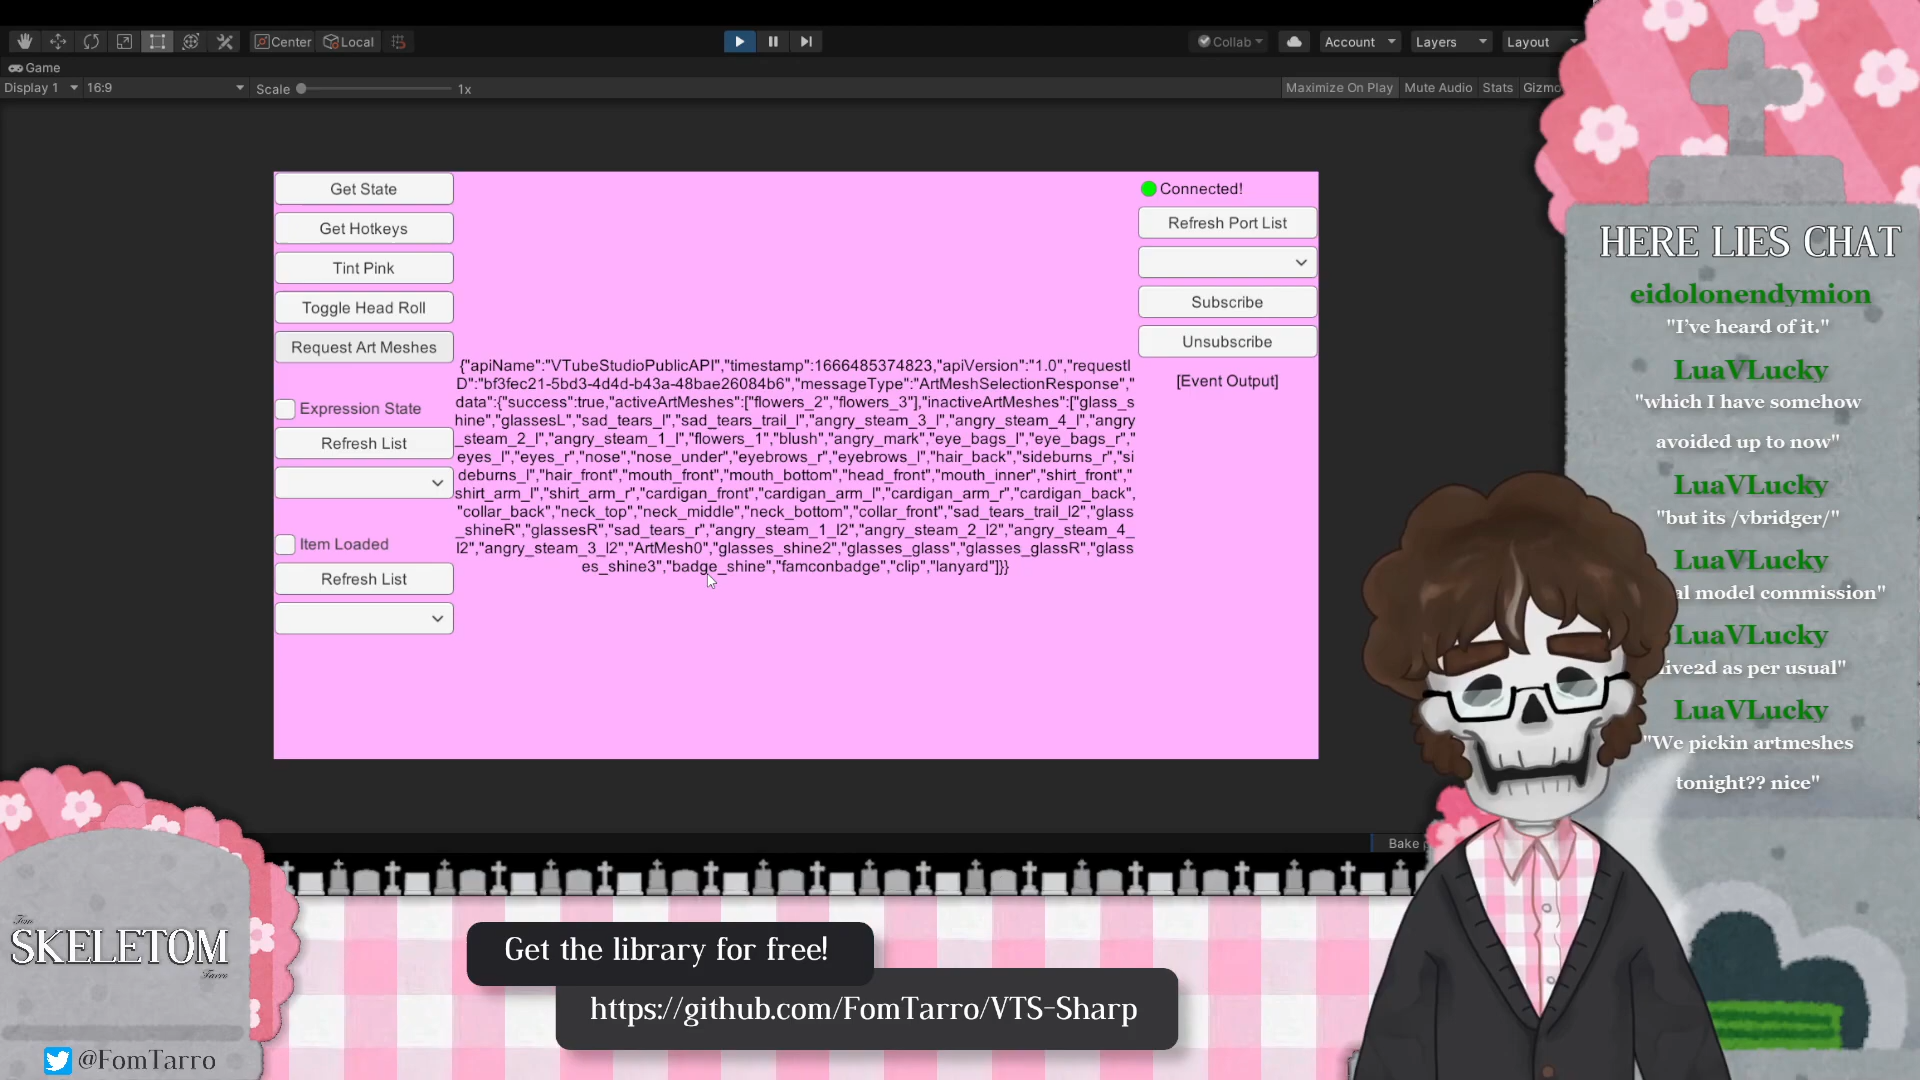 Center
Local
Collab
Account
Layers
Layout
Game
Display 1
16:9
Scale
1x
Maximize On Play
Mute Audio
Stats
Gizmo
Get State
Get Hotkeys
Tint Pink
Toggle Head Roll
Request Art Meshes
Expression State
Refresh List
Item Loaded
Refresh List
{"apiName":"VTubeStudioPublicAPI","timestamp":1666485374823,"apiVersion":"1.0","requestI
D":"bf3fec21-5bd3-4d4d-b43a-48bae26084b6","messageType":"ArtMeshSelectionResponse","
data":{"success":true,"activeArtMeshes":["flowers_2","flowers_3"],"inactiveArtMeshes":["glass_s
hine","glassesL","sad_tears_l","sad_tears_trail_l","angry_steam_3_l","angry_steam_4_l","angry
_steam_2_l","angry_steam_1_l","flowers_1","blush","angry_mark","eye_bags_l","eye_bags_r","
eyes_l","eyes_r","nose","nose_under","eyebrows_r","eyebrows_l","hair_back","sideburns_r","si
deburns_l","hair_front","mouth_front","mouth_bottom","head_front","mouth_inner","shirt_front","
shirt_arm_l","shirt_arm_r","cardigan_front","cardigan_arm_l","cardigan_arm_r","cardigan_back",
"collar_back","neck_top","neck_middle","neck_bottom","collar_front","sad_tears_trail_l2","glass
_shineR","glassesR","sad_tears_r","angry_steam_1_l2","angry_steam_2_l2","angry_steam_4_
l2","angry_steam_3_l2","ArtMesh0","glasses_shine2","glasses_glass","glasses_glassR","glass
es_shine3","badge_shine","famconbadge","clip","lanyard"]}}
Connected!
Refresh Port List
Subscribe
Unsubscribe
[Event Output]
Bake
HERE LIES CHAT
eidolonendymion
"I've heard of it."
LuaVLucky
"which I have somehow
avoided up to now"
LuaVLucky
"but its /vbridger/"
LuaVLucky
al model commission"
LuaVLucky
live2d as per usual"
LuaVLucky
"We pickin artmeshes
tonight?? nice"
Get the library for free!
https://github.com/FomTarro/VTS-Sharp
Tom
SKELETOM
Tarro
@FomTarro